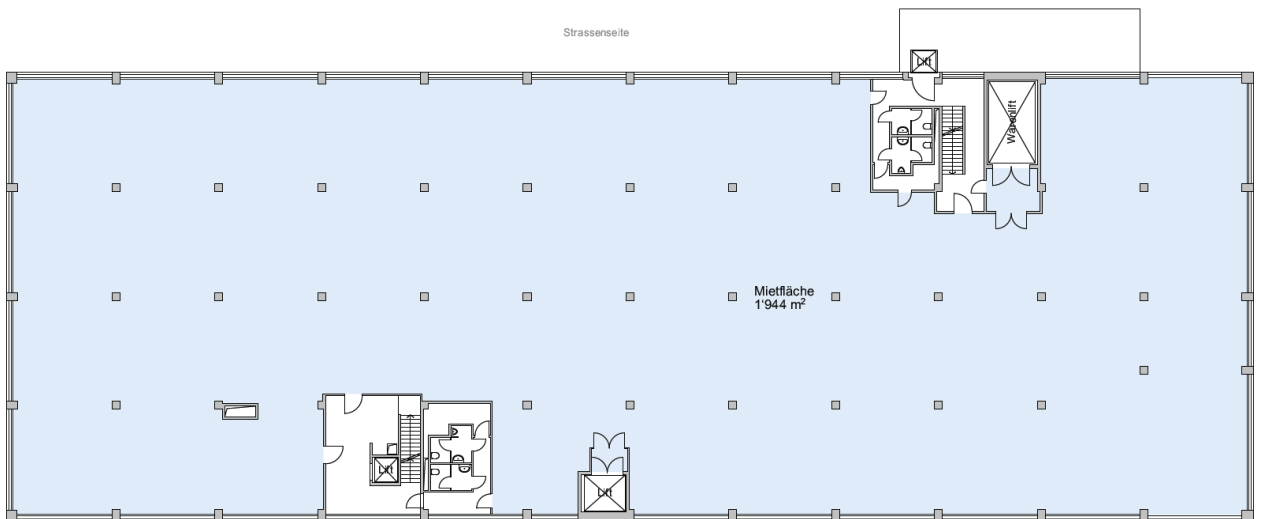 Strassenseite
Lift
Warenlift
Mietfläche
1'944 m²
Lift
Lift